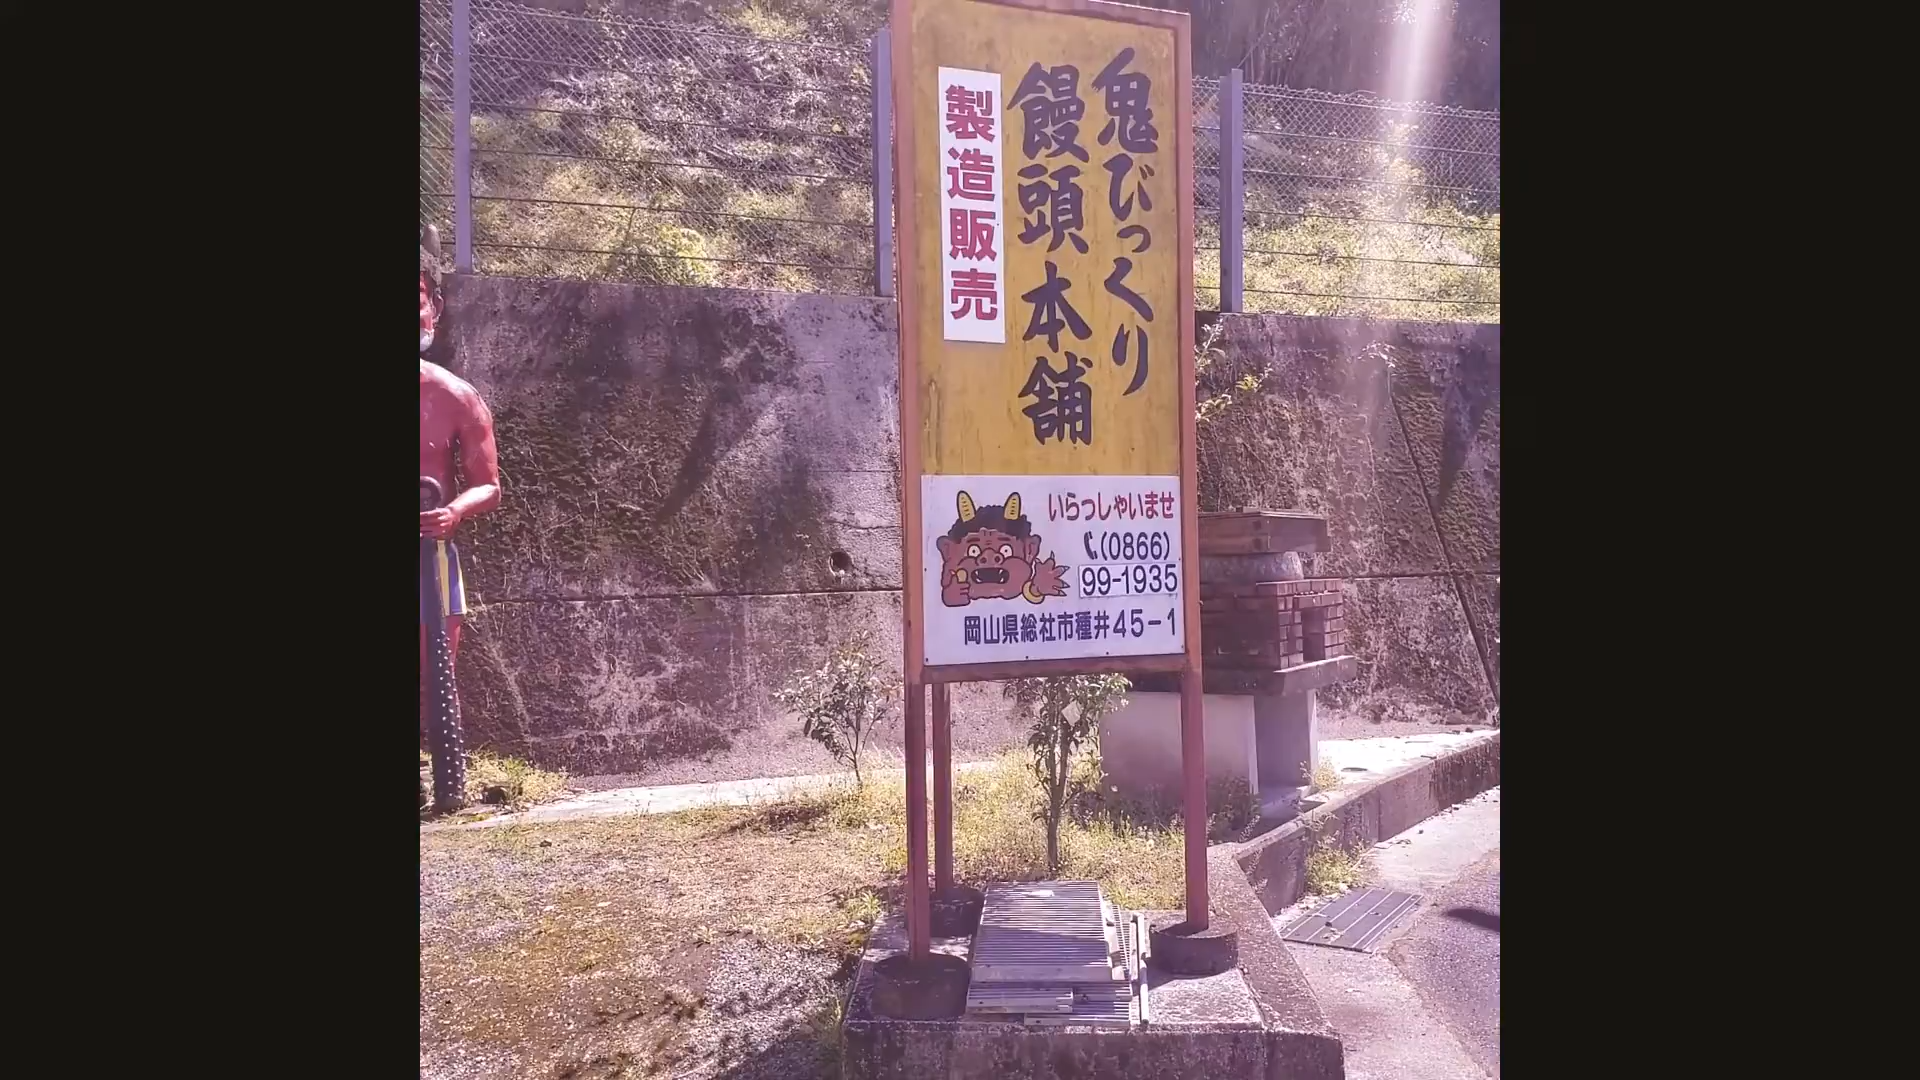 鬼びっくり
饅頭本舗
製造販売
いらっしゃいませ
(0866)
99-1935
岡山県総社市種井45-1